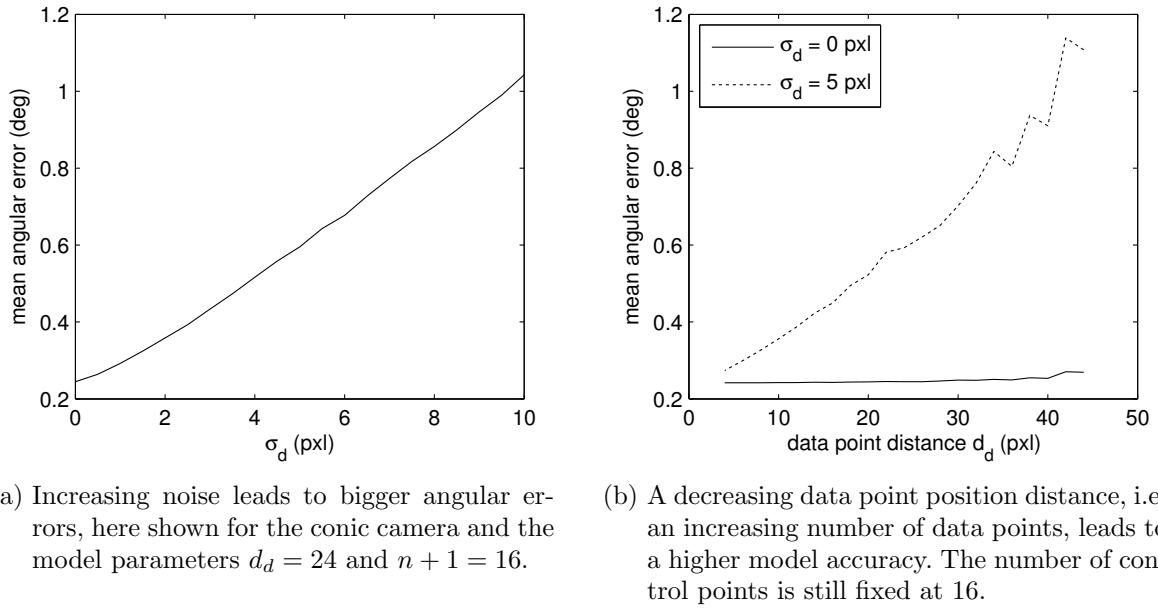 1.2
1
0.8
0.6
0.4
0.2
mean angular error (deg)
0 2 4 6 8 10
σ_d (pxl)
1.2
1
0.8
0.6
0.4
0.2
mean angular error (deg)
σ_d = 0 pxl
σ_d = 5 pxl
0 10 20 30 40 50
data point distance d_d (pxl)
a) Increasing noise leads to bigger angular er-
rors, here shown for the conic camera and the
model parameters d_d = 24 and n + 1 = 16.
(b) A decreasing data point position distance, i.e
an increasing number of data points, leads to
a higher model accuracy. The number of con-
trol points is still fixed at 16.